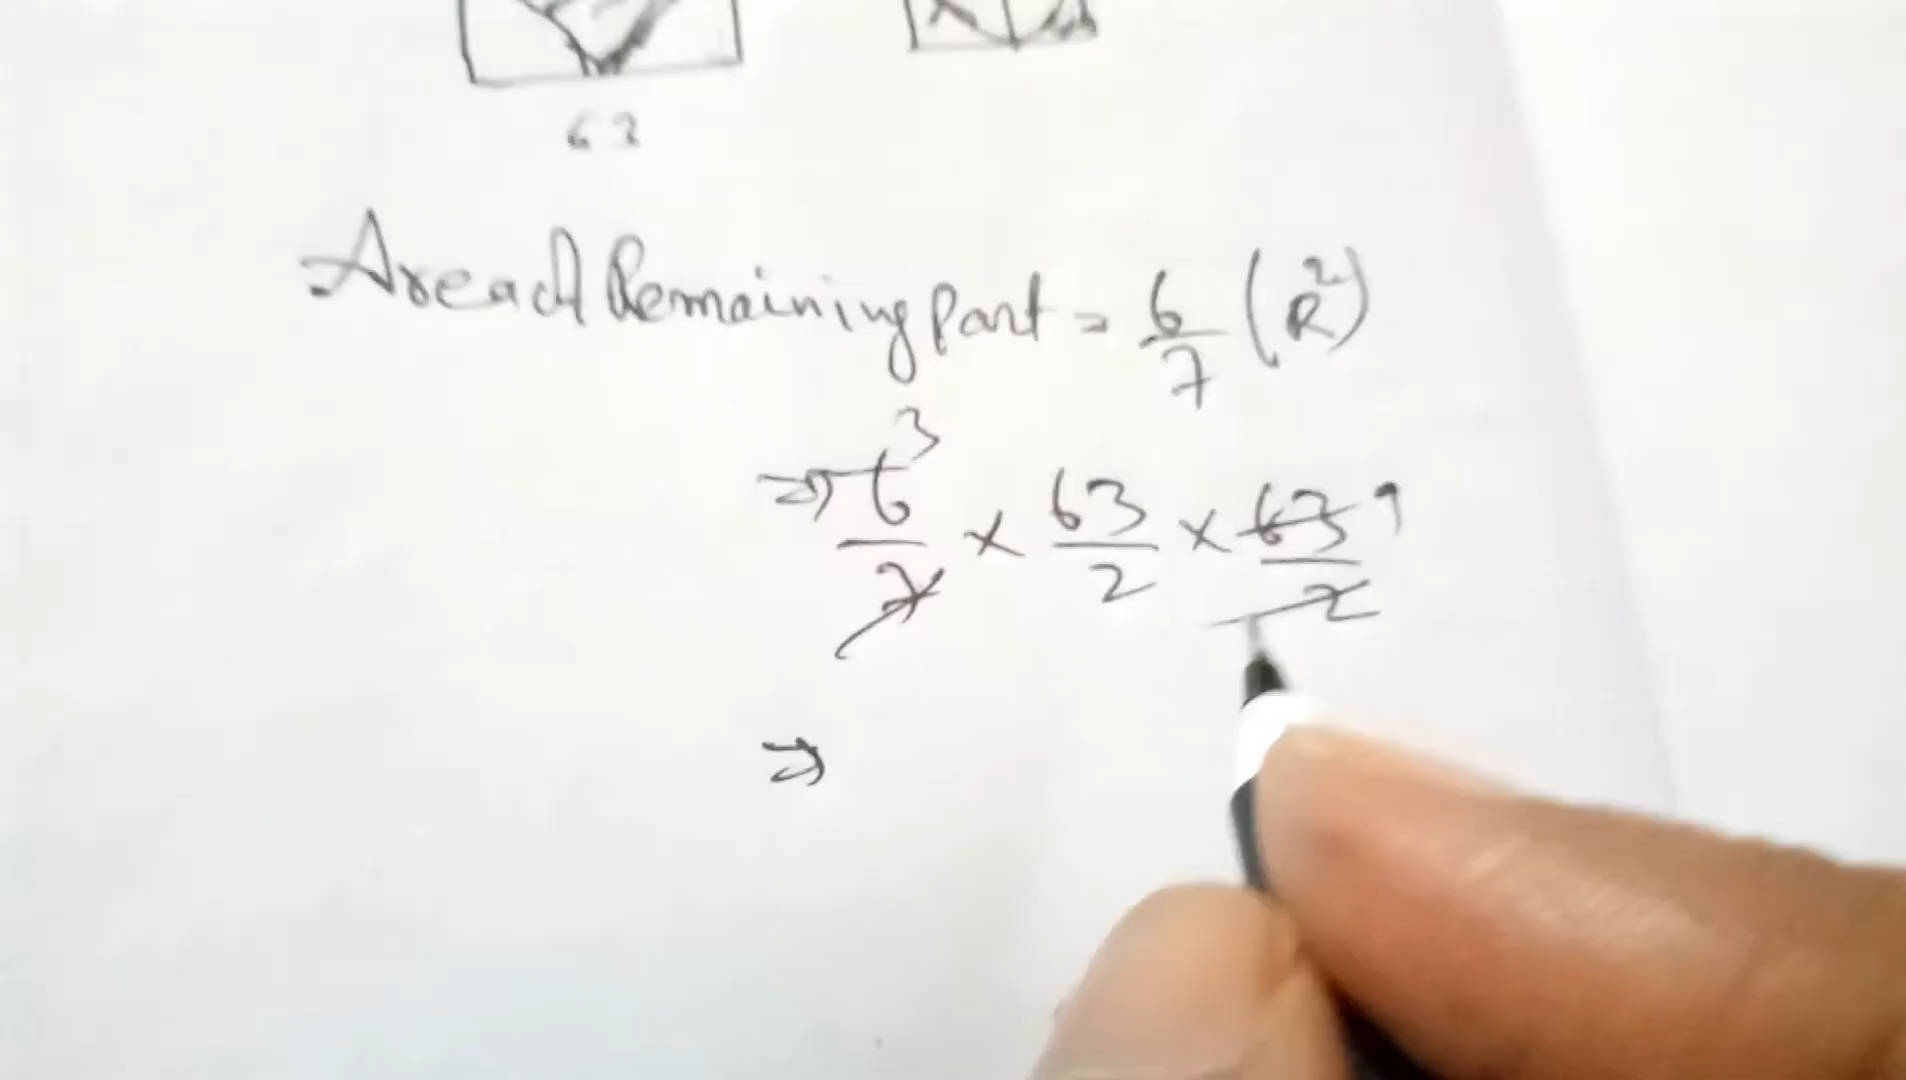 63
Area of Remaining Part = 6/7 (R²)
⇒ 6/7 3 × 63/2 × 63/2 9
⇒